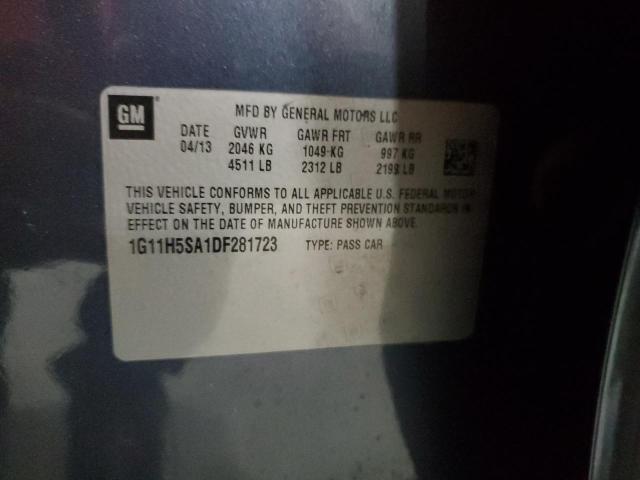 GM
MFD BY GENERAL MOTORS LLC
DATE GVWR GAWR FRT GAWR RR
04/13 2046 KG 1049 KG 997 KG
4511 LB 2312 LB 2199 LB
THIS VEHICLE CONFORMS TO ALL APPLICABLE U.S. FEDERAL MOTOR
VEHICLE SAFETY, BUMPER, AND THEFT PREVENTION STANDARDS IN
EFFECT ON THE DATE OF MANUFACTURE SHOWN ABOVE.
1G11H5SA1DF281723 TYPE: PASS CAR